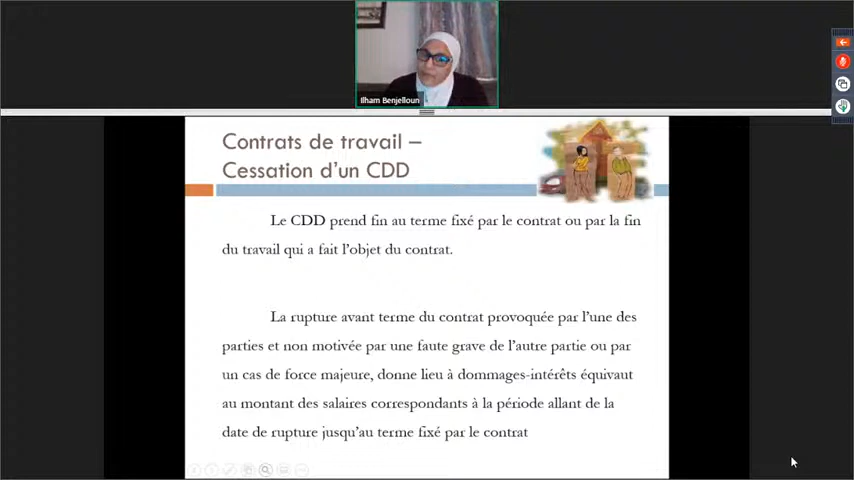 Ilham Benjelloun
Contrats de travail –
Cessation d'un CDD
Le CDD prend fin au terme fixé par le contrat ou par la fin
du travail qui a fait l'objet du contrat.
La rupture avant terme du contrat provoquée par l'une des
parties et non motivée par une faute grave de l'autre partie ou par
un cas de force majeure, donne lieu à dommages-intérêts équivaut
au montant des salaires correspondants à la période allant de la
date de rupture jusqu'au terme fixé par le contrat